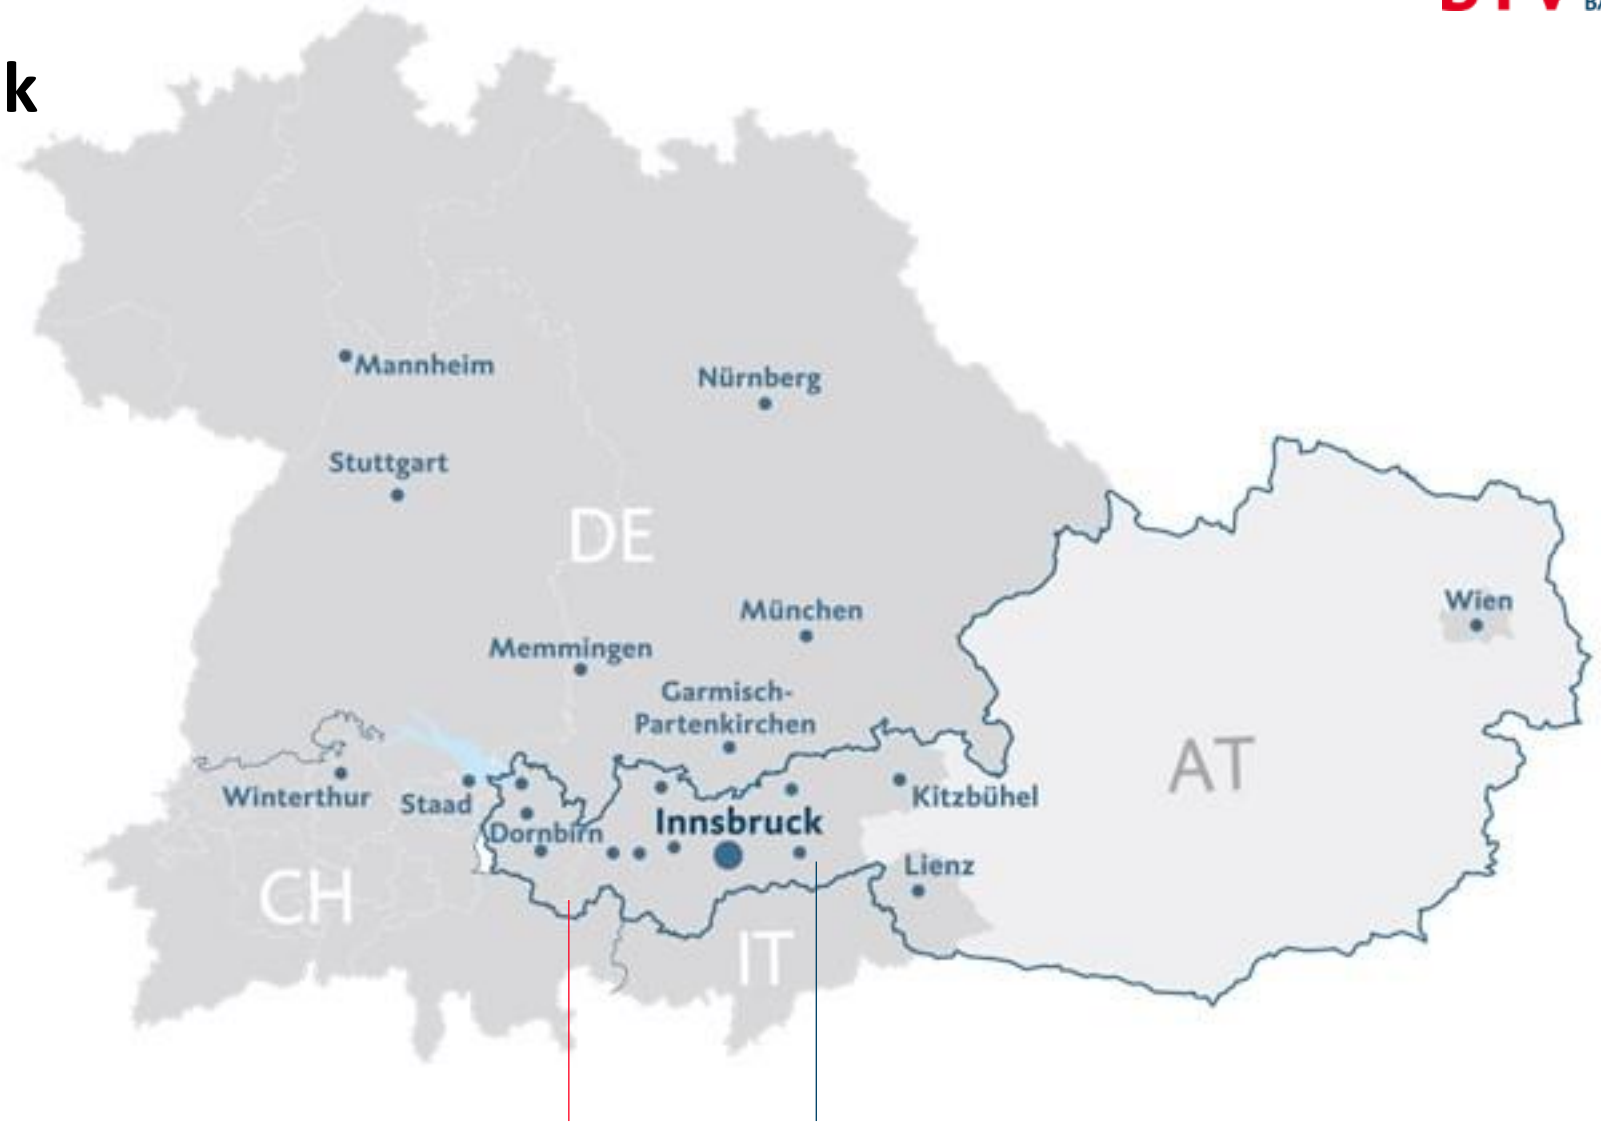 k
Mannheim
Nürnberg
Stuttgart
DE
München
Wien
Memmingen
Garmisch-
Partenkirchen
AT
Winterthur
Staad
Kitzbühel
Innsbruck
Dornbirn
Lienz
CH
IT